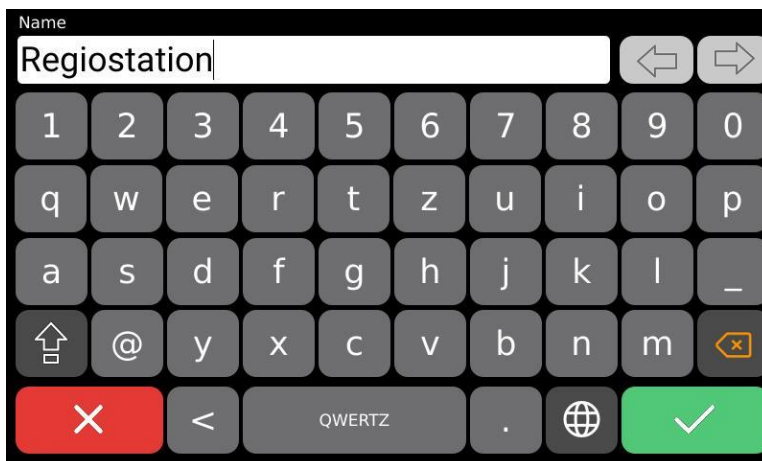 Name
Regiostation
1 2 3 4 5 6 7 8 9 0
q w e r t z u i o p
a s d f g h j k l _
@ y x c v b n m
< QWERTZ .